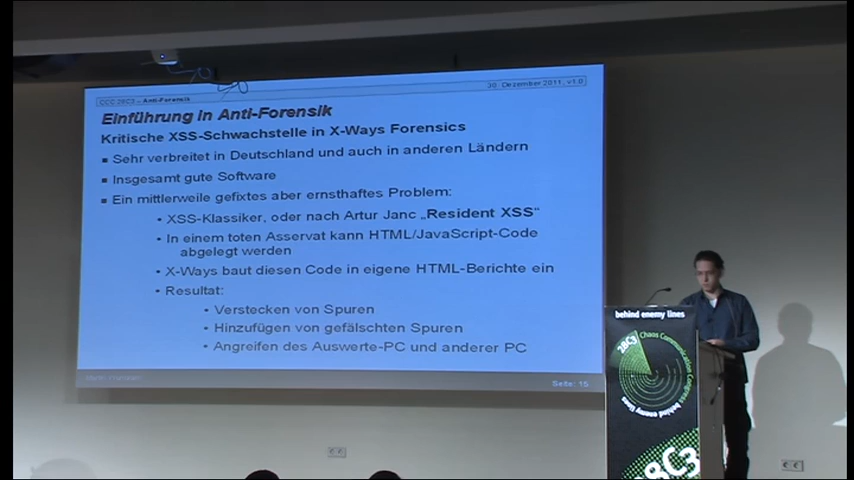 CCC 28C3 – Anti-Forensik
30. Dezember 2011, v1.0
Einführung in Anti-Forensik
Kritische XSS-Schwachstelle in X-Ways Forensics
Sehr verbreitet in Deutschland und auch in anderen Ländern
Insgesamt gute Software
Ein mittlerweile gefixtes aber ernsthaftes Problem:
XSS-Klassiker, oder nach Artur Janc „Resident XSS“
In einem toten Asservat kann HTML/JavaScript-Code
abgelegt werden
X-Ways baut diesen Code in eigene HTML-Berichte ein
Resultat:
Verstecken von Spuren
Hinzufügen von gefälschten Spuren
Angreifen des Auswerte-PC und anderer PC
Seite: 15
behind enemy lines
28C3 Chaos Communication Congress behind enemy lines
28C3